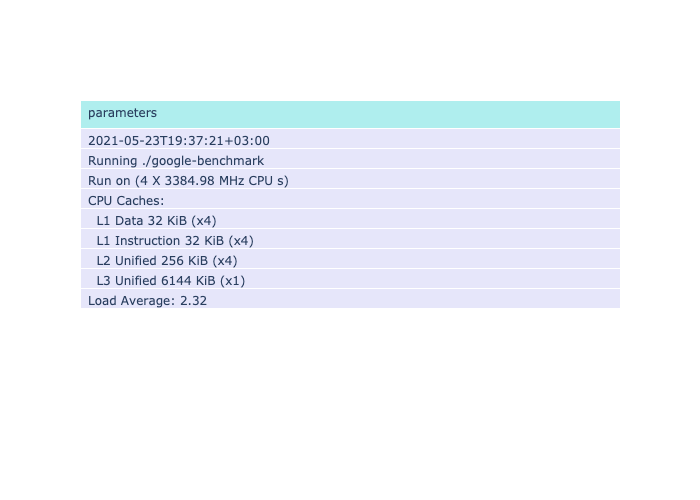 parameters
2021-05-23T19:37:21+03:00
Running ./google-benchmark
Run on (4 X 3384.98 MHz CPU s)
CPU Caches:
L1 Data 32 KiB (x4)
L1 Instruction 32 KiB (x4)
L2 Unified 256 KiB (x4)
L3 Unified 6144 KiB (x1)
Load Average: 2.32